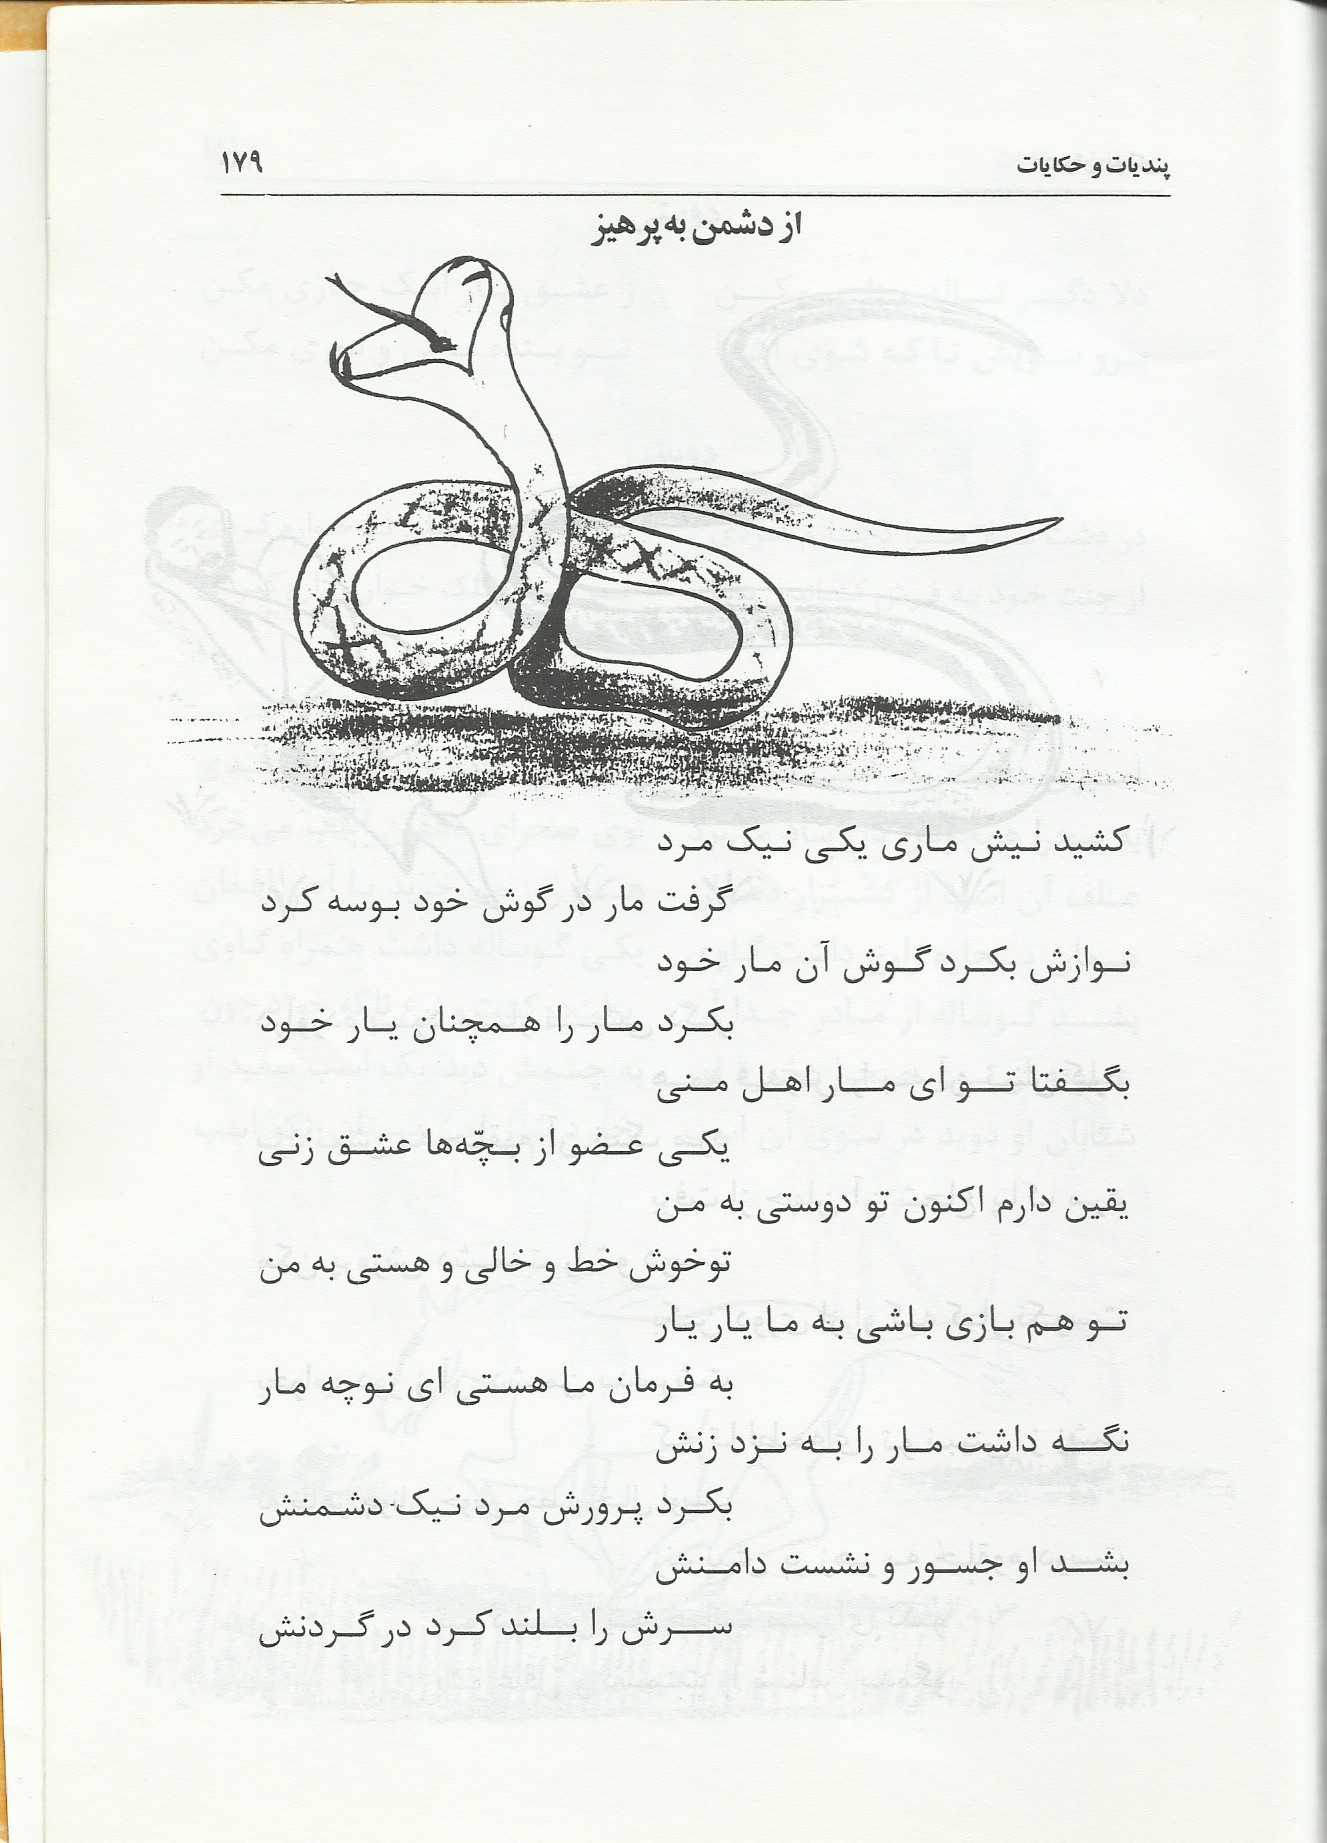 پندیات و حکایات
۱۷۹
از دشمن به پرهیز
کشید نیش ماری یکی نیک مرد
گرفت مار در گوش خود بوسه کرد
نوازش بکرد گوش آن مار خود
بکرد مار را همچنان یار خود
بگفتا تو ای مار اهل منی
یکی عضو از بچّه‌ها عشق زنی
یقین دارم اکنون تو دوستی به من
توخوش خط و خالی و هستی به من
تو هم بازی باشی به ما یار یار
به فرمان ما هستی ای نوچه مار
نگه داشت مار را به نزد زنش
بکرد پرورش مرد نیک دشمنش
بشد او جسور و نشست دامنش
سرش را بلند کرد در گردنش